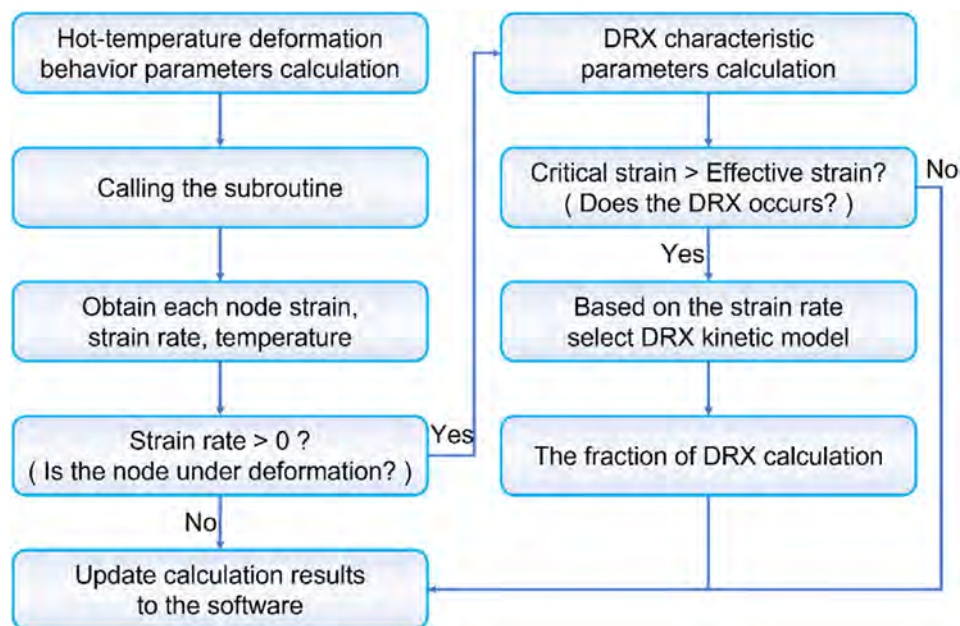 Hot-temperature deformation
behavior parameters calculation
Calling the subroutine
Obtain each node strain,
strain rate, temperature
Strain rate > 0 ?
( Is the node under deformation? )
Yes
No
Update calculation results
to the software
DRX characteristic
parameters calculation
Critical strain > Effective strain?
( Does the DRX occurs? )
No
Yes
Based on the strain rate
select DRX kinetic model
The fraction of DRX calculation